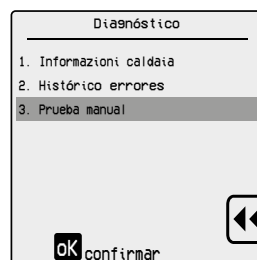 Diagnóstico
1. Informazioni caldaia
2. Histórico errores
3. Prueba manual
OK confirmar